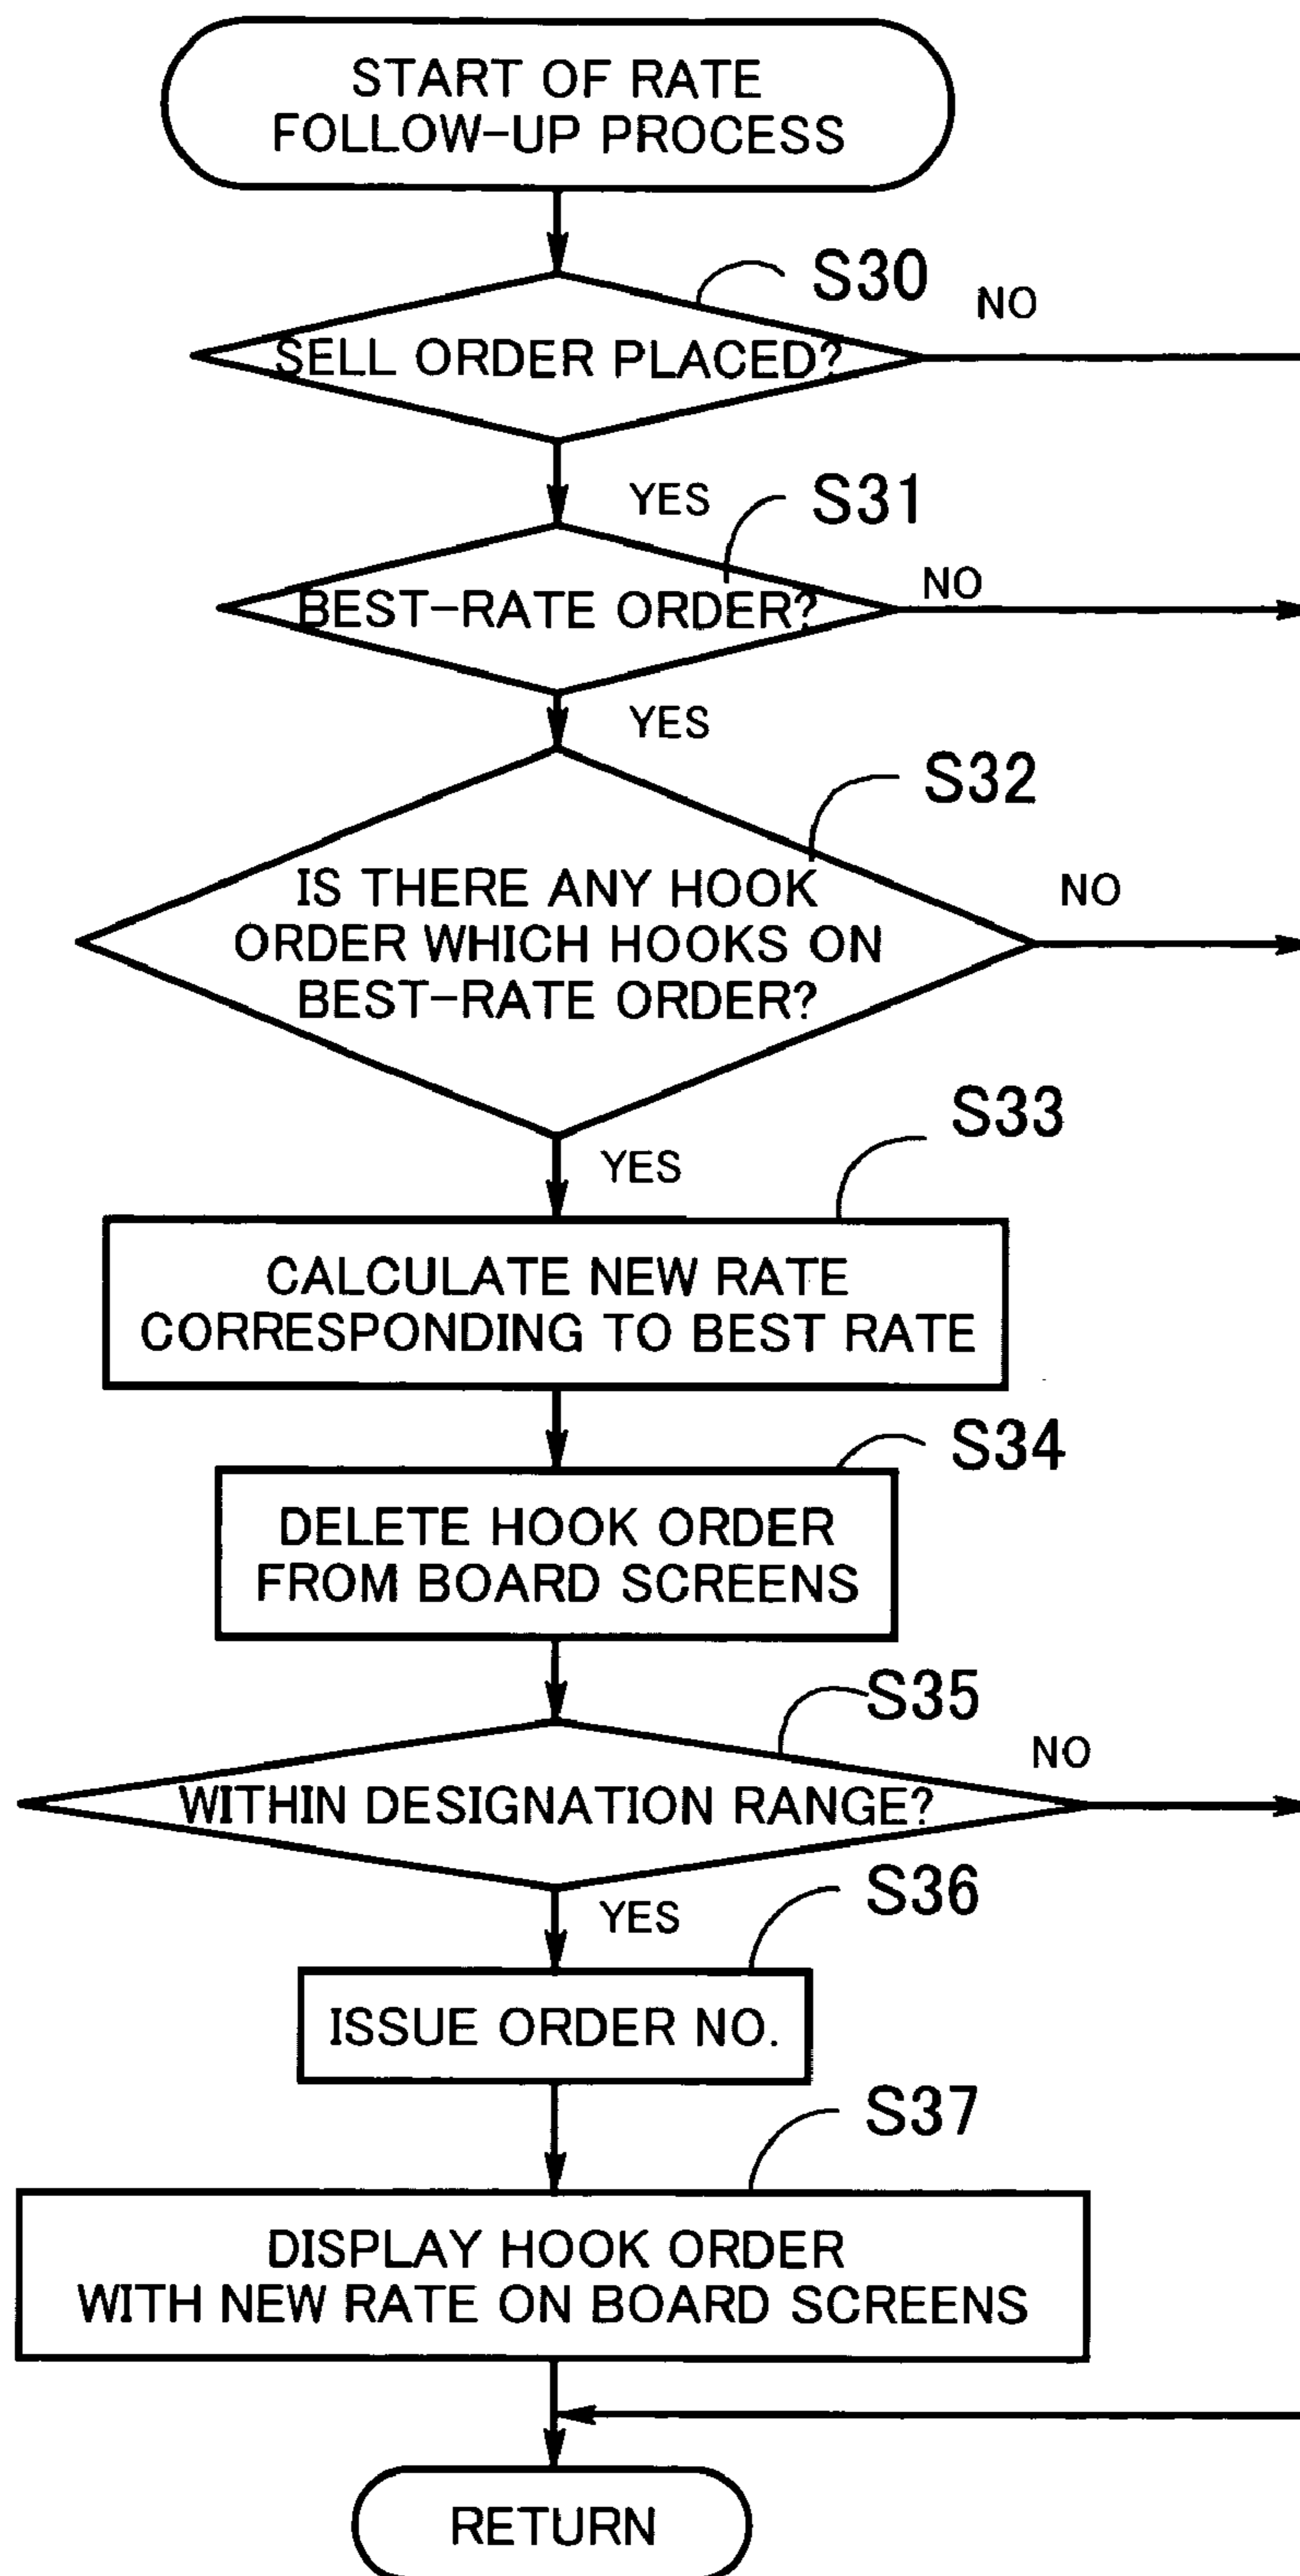 START OF RATE
FOLLOW-UP PROCESS
S30
NO
SELL ORDER PLACED?
YES
S31
NO
BEST-RATE ORDER?
YES
S32
NO
IS THERE ANY HOOK
ORDER WHICH HOOKS ON
BEST-RATE ORDER?
YES
S33
CALCULATE NEW RATE
CORRESPONDING TO BEST RATE
S34
DELETE HOOK ORDER
FROM BOARD SCREENS
S35
NO
WITHIN DESIGNATION RANGE?
YES
S36
ISSUE ORDER NO.
S37
DISPLAY HOOK ORDER
WITH NEW RATE ON BOARD SCREENS
RETURN